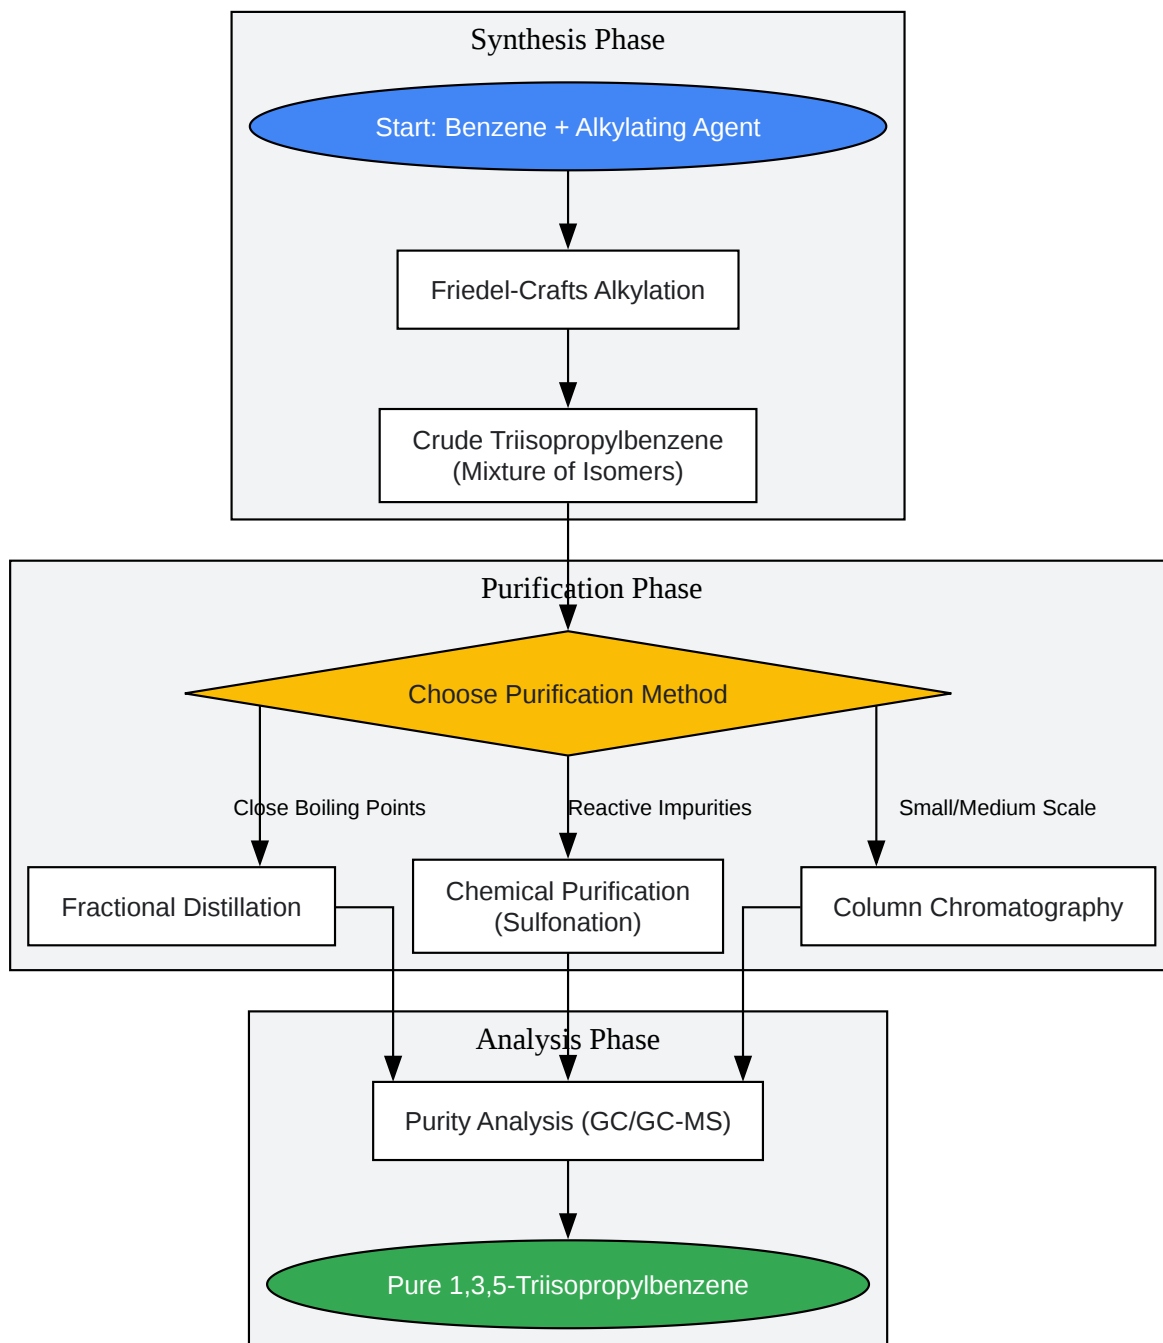 Synthesis Phase
Start: Benzene + Alkylating Agent
Friedel-Crafts Alkylation
Crude Triisopropylbenzene
(Mixture of Isomers)
Purification Phase
Choose Purification Method
Close Boiling Points
Reactive Impurities
Small/Medium Scale
Fractional Distillation
Chemical Purification
(Sulfonation)
Column Chromatography
Analysis Phase
Purity Analysis (GC/GC-MS)
Pure 1,3,5-Triisopropylbenzene